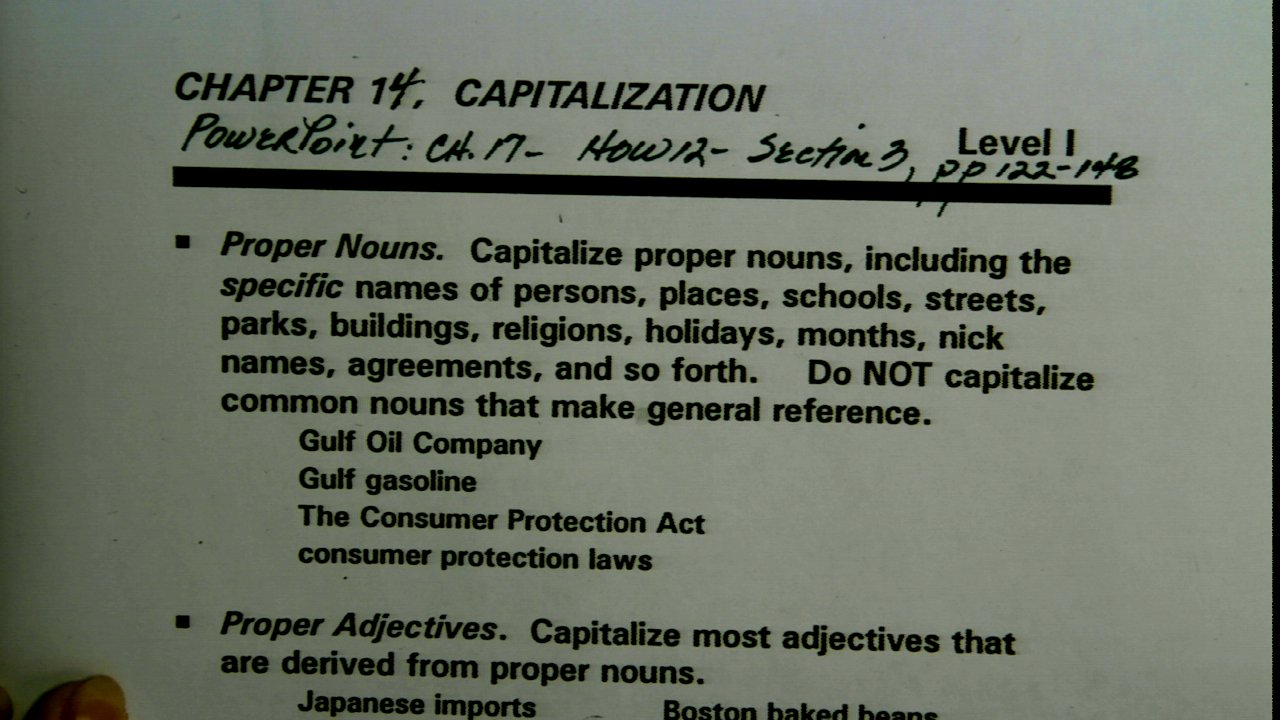 CHAPTER 14, CAPITALIZATION
Level I
PowerPoint: CH. 17- HOW12- Section 3, pp 122-148
▪ Proper Nouns. Capitalize proper nouns, including the
specific names of persons, places, schools, streets,
parks, buildings, religions, holidays, months, nick
names, agreements, and so forth. Do NOT capitalize
common nouns that make general reference.
Gulf Oil Company
Gulf gasoline
The Consumer Protection Act
consumer protection laws
▪ Proper Adjectives. Capitalize most adjectives that
are derived from proper nouns.
Japanese imports Boston baked beans